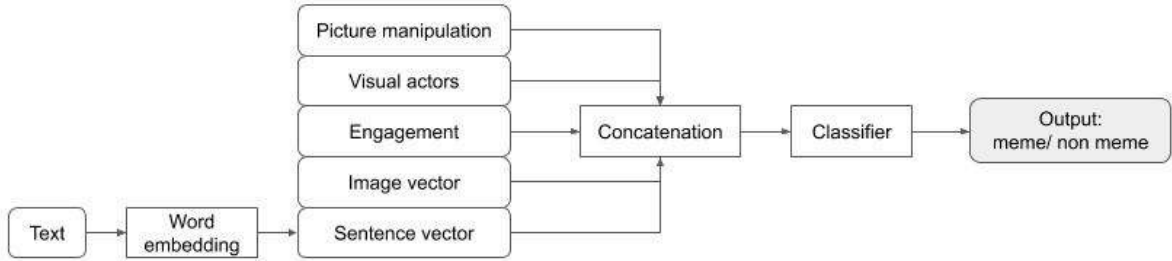 Picture manipulation
Visual actors
Engagement
Image vector
Sentence vector
Text
Word
embedding
Concatenation
Classifier
Output:
meme/ non meme